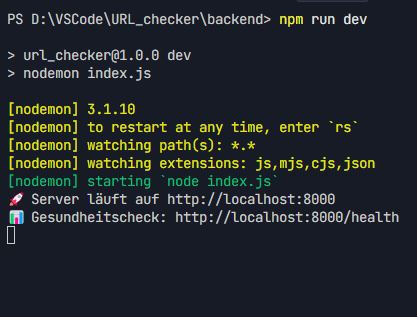 PS D:\VSCode\URL_checker\backend> npm run dev
> url_checker@1.0.0 dev
> nodemon index.js
[nodemon] 3.1.10
[nodemon] to restart at any time, enter `rs`
[nodemon] watching path(s): *.*
[nodemon] watching extensions: js,mjs,cjs,json
[nodemon] starting `node index.js`
🚀 Server läuft auf http://localhost:8000
📊 Gesundheitscheck: http://localhost:8000/health